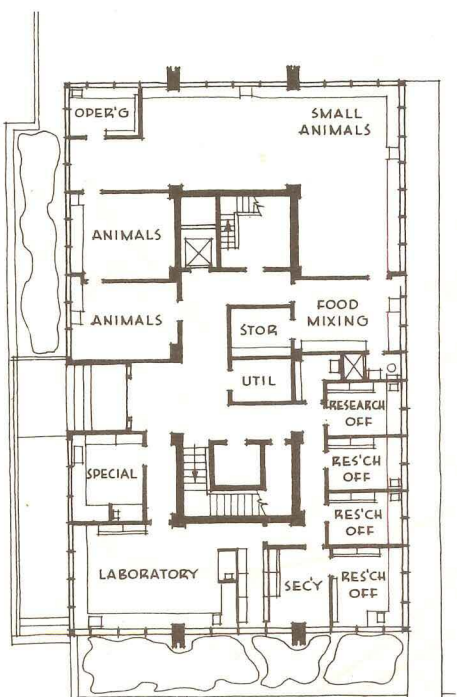 OPER'G
SMALL
ANIMALS
ANIMALS
ANIMALS
FOOD
MIXING
STOR
UTIL
RESEARCH
OFF
SPECIAL
RES'CH
OFF
RES'CH
OFF
LABORATORY
SEC'Y
RES'CH
OFF